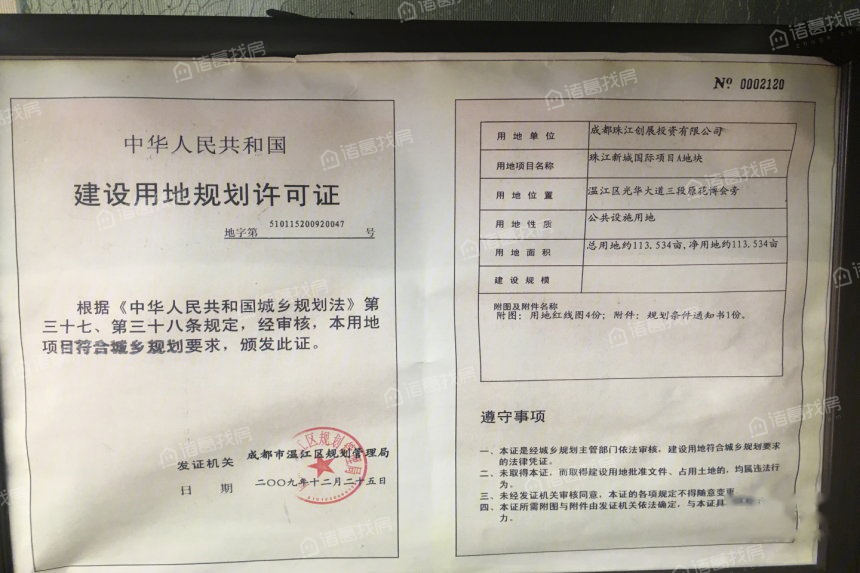 中华人民共和国
建设用地规划许可证
地字第 510115200920047 号
根据《中华人民共和国城乡规划法》第
三十七、第三十八条规定，经审核，本用地
项目符合城乡规划要求，颁发此证。
发证机关 成都市温江区规划管理局
日 期 二〇〇九年十二月二十五日
Nº 0002120
用地单位 成都珠江创展投资有限公司
用地项目名称 珠江新城国际项目A地块
用地位置 温江区光华大道三段原花博会旁
用地性质 公共设施用地
用地面积 总用地约113.534亩,净用地约113.534亩
建设规模
附图及附件名称
附图：用地红线图4份；附件：规划条件通知书1份。
遵守事项
一、本证是经城乡规划主管部门依法审核，建设用地符合城乡规划要求
的法律凭证。
二、未取得本证，而取得建设用地批准文件、占用土地的，均属违法行
为。
三、未经发证机关审核同意，本证的各项规定不得随意变更
四、本证所需附图与附件由发证机关依法确定，与本证具
力。
诸葛找房